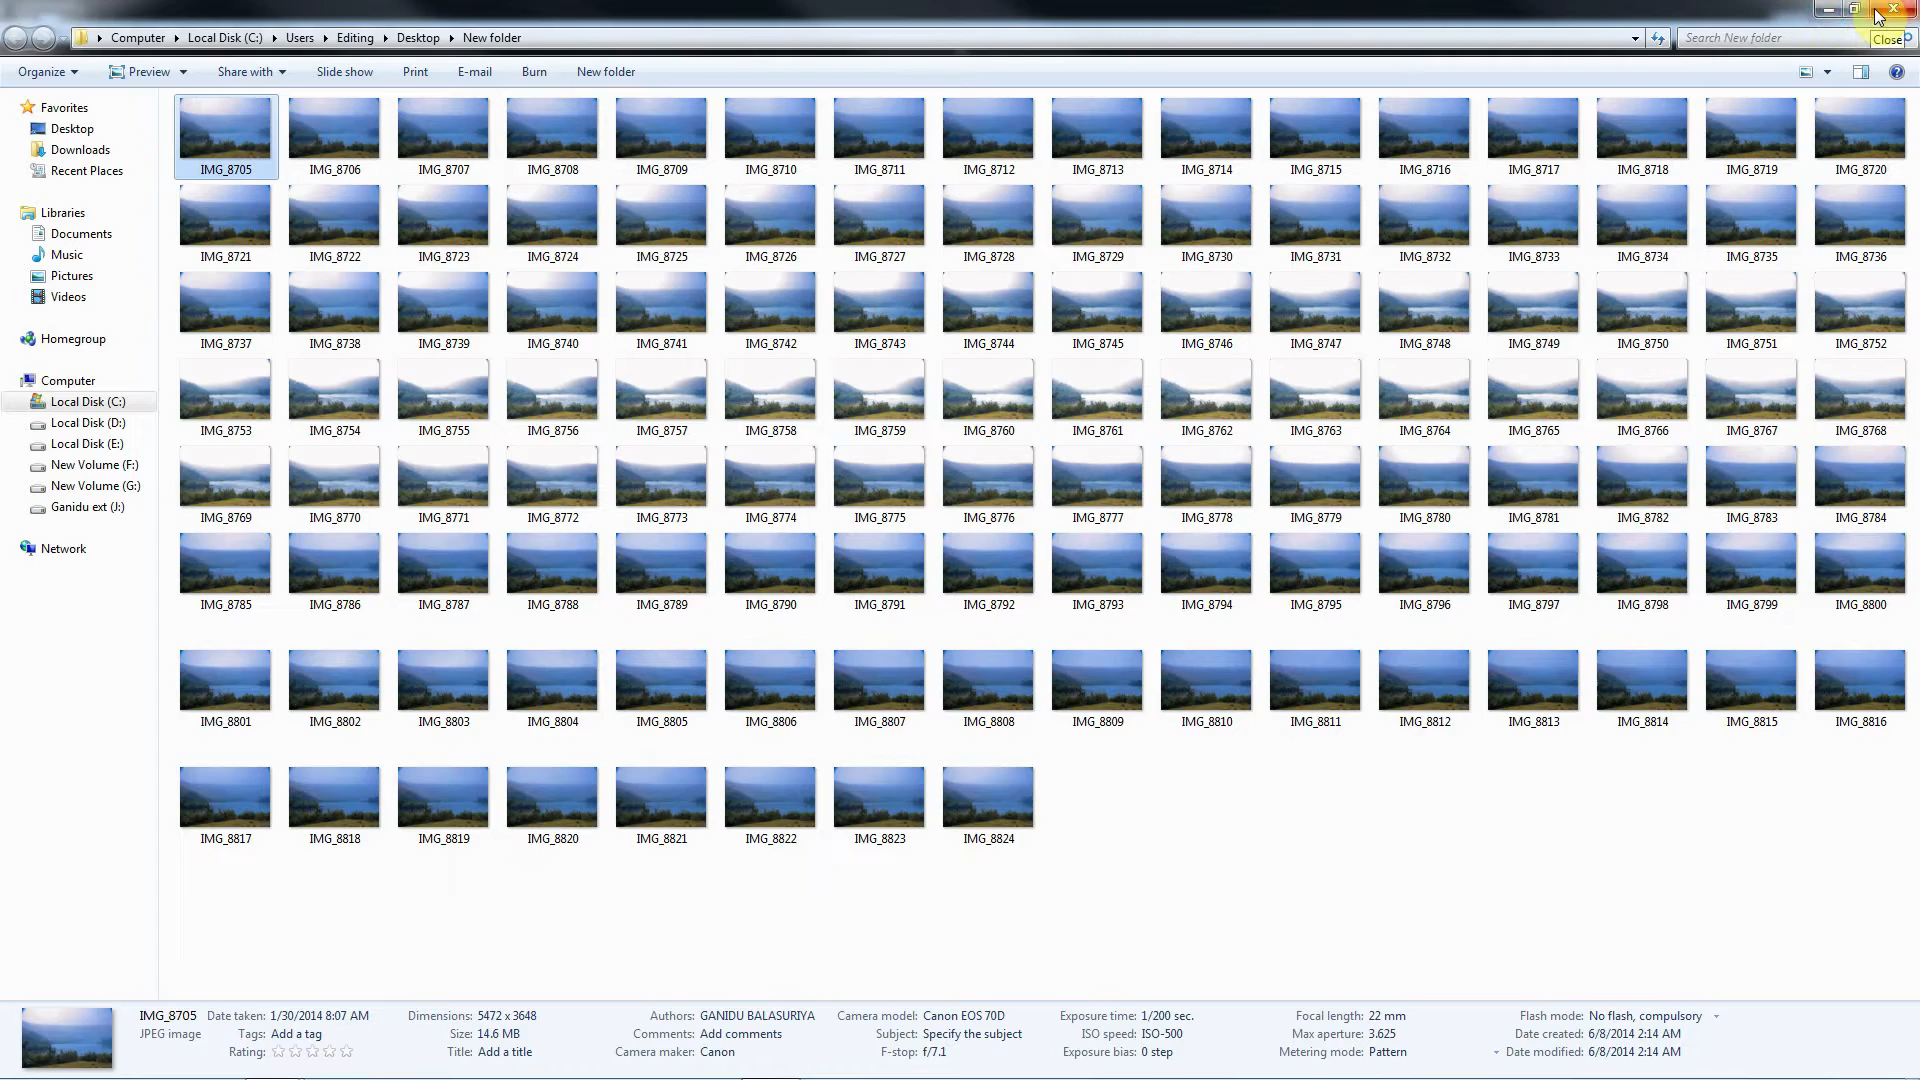 Computer Local Disk (C:) Users Editing Desktop New folder
Search New folder
Close
Organize Preview Share with Slide show Print E-mail Burn New folder
Favorites
Desktop
Downloads
Recent Places
Libraries
Documents
Music
Pictures
Videos
Homegroup
Computer
Local Disk (C:)
Local Disk (D:)
Local Disk (E:)
New Volume (F:)
New Volume (G:)
Ganidu ext (J:)
Network
IMG_8705 IMG_8706 IMG_8707 IMG_8708 IMG_8709 IMG_8710 IMG_8711 IMG_8712 IMG_8713 IMG_8714 IMG_8715 IMG_8716 IMG_8717 IMG_8718 IMG_8719 IMG_8720
IMG_8721 IMG_8722 IMG_8723 IMG_8724 IMG_8725 IMG_8726 IMG_8727 IMG_8728 IMG_8729 IMG_8730 IMG_8731 IMG_8732 IMG_8733 IMG_8734 IMG_8735 IMG_8736
IMG_8737 IMG_8738 IMG_8739 IMG_8740 IMG_8741 IMG_8742 IMG_8743 IMG_8744 IMG_8745 IMG_8746 IMG_8747 IMG_8748 IMG_8749 IMG_8750 IMG_8751 IMG_8752
IMG_8753 IMG_8754 IMG_8755 IMG_8756 IMG_8757 IMG_8758 IMG_8759 IMG_8760 IMG_8761 IMG_8762 IMG_8763 IMG_8764 IMG_8765 IMG_8766 IMG_8767 IMG_8768
IMG_8769 IMG_8770 IMG_8771 IMG_8772 IMG_8773 IMG_8774 IMG_8775 IMG_8776 IMG_8777 IMG_8778 IMG_8779 IMG_8780 IMG_8781 IMG_8782 IMG_8783 IMG_8784
IMG_8785 IMG_8786 IMG_8787 IMG_8788 IMG_8789 IMG_8790 IMG_8791 IMG_8792 IMG_8793 IMG_8794 IMG_8795 IMG_8796 IMG_8797 IMG_8798 IMG_8799 IMG_8800
IMG_8801 IMG_8802 IMG_8803 IMG_8804 IMG_8805 IMG_8806 IMG_8807 IMG_8808 IMG_8809 IMG_8810 IMG_8811 IMG_8812 IMG_8813 IMG_8814 IMG_8815 IMG_8816
IMG_8817 IMG_8818 IMG_8819 IMG_8820 IMG_8821 IMG_8822 IMG_8823 IMG_8824
IMG_8705 Date taken: 1/30/2014 8:07 AM Dimensions: 5472 x 3648 Authors: GANIDU BALASURIYA Camera model: Canon EOS 70D Exposure time: 1/200 sec. Focal length: 22 mm Flash mode: No flash, compulsory
JPEG image Tags: Add a tag Size: 14.6 MB Comments: Add comments Subject: Specify the subject ISO speed: ISO-500 Max aperture: 3.625 Date created: 6/8/2014 2:14 AM
Rating: Title: Add a title Camera maker: Canon F-stop: f/7.1 Exposure bias: 0 step Metering mode: Pattern Date modified: 6/8/2014 2:14 AM